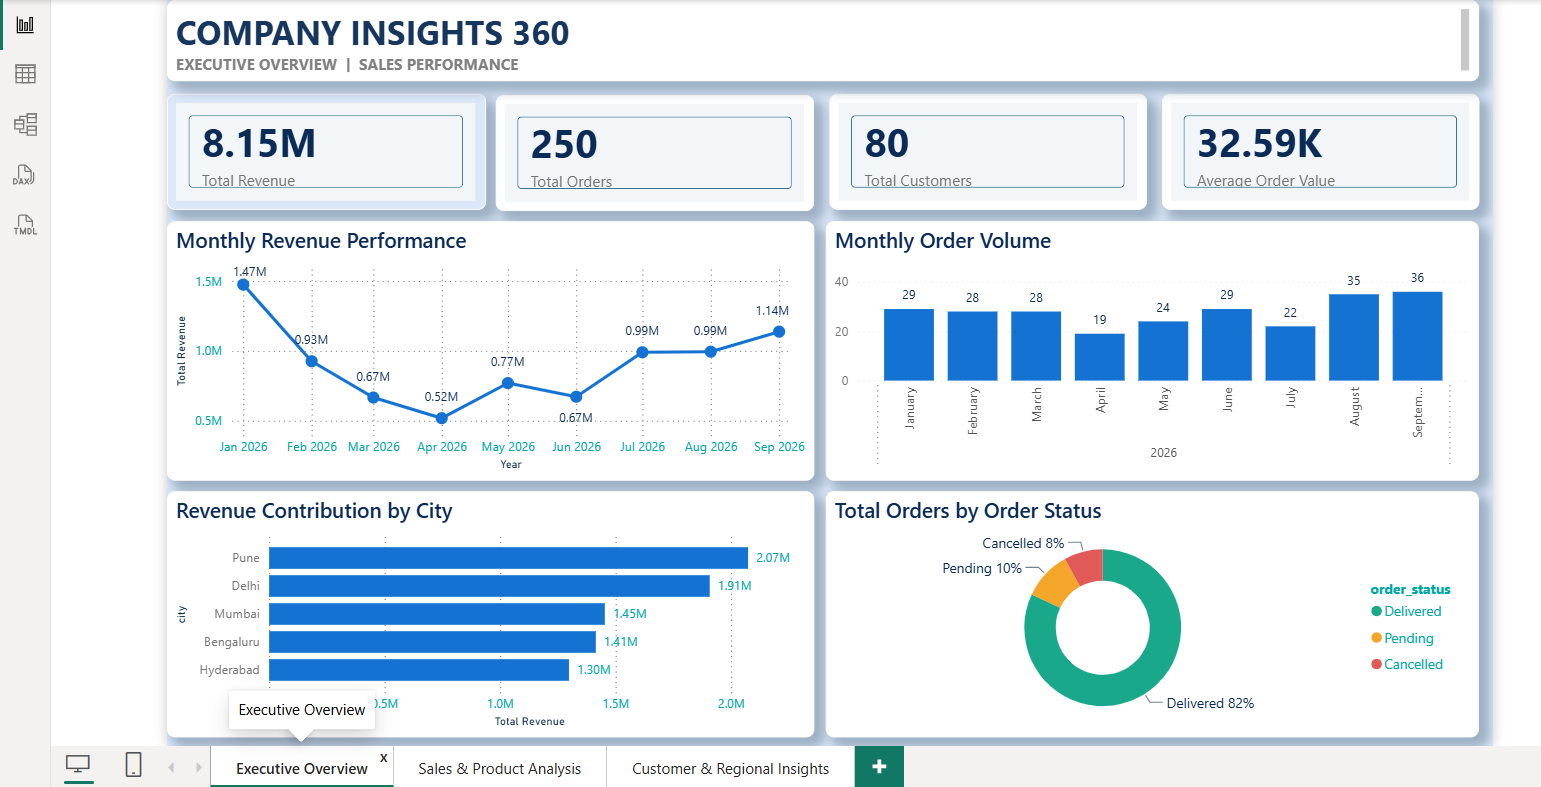 COMPANY INSIGHTS 360
EXECUTIVE OVERVIEW | SALES PERFORMANCE
8.15M
Total Revenue
250
Total Orders
80
Total Customers
32.59K
Average Order Value
Monthly Revenue Performance
Total Revenue
1.5M
1.0M
0.5M
1.47M
0.93M
0.67M
0.52M
0.77M
0.67M
0.99M
0.99M
1.14M
Jan 2026
Feb 2026
Mar 2026
Apr 2026
May 2026
Jun 2026
Jul 2026
Aug 2026
Sep 2026
Year
Monthly Order Volume
40
20
0
29
28
28
19
24
29
22
35
36
January
February
March
April
May
June
July
August
Septem...
2026
Revenue Contribution by City
city
Pune
2.07M
Delhi
1.91M
Mumbai
1.45M
Bengaluru
1.41M
Hyderabad
1.30M
0.5M
1.0M
1.5M
2.0M
Total Revenue
Total Orders by Order Status
Cancelled 8%
Pending 10%
Delivered 82%
order_status
Delivered
Pending
Cancelled
DAX
TMDL
Executive Overview
Executive Overview
x
Sales & Product Analysis
Customer & Regional Insights
+